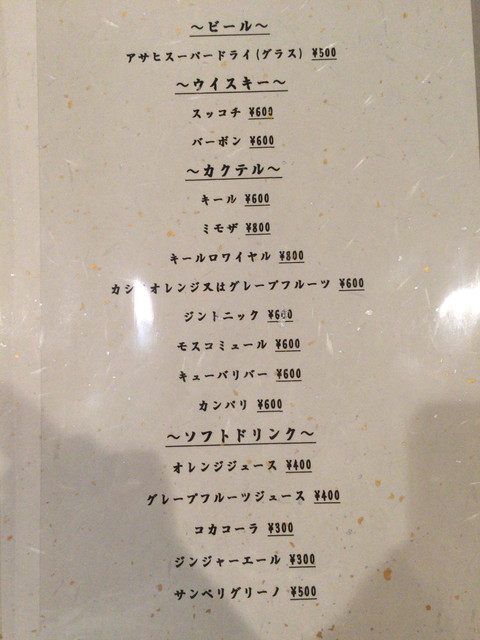 ～ビール～
アサヒスーパードライ(グラス) ¥500
～ウイスキー～
スッコチ ¥600
バーボン ¥600
～カクテル～
キール ¥600
ミモザ ¥800
キールロワイヤル ¥800
カシスオレンジ又はグレープフルーツ ¥600
ジントニック ¥600
モスコミュール ¥600
キューバリバー ¥600
カンパリ ¥600
～ソフトドリンク～
オレンジジュース ¥400
グレープフルーツジュース ¥400
コカコーラ ¥300
ジンジャーエール ¥300
サンペリグリーノ ¥500